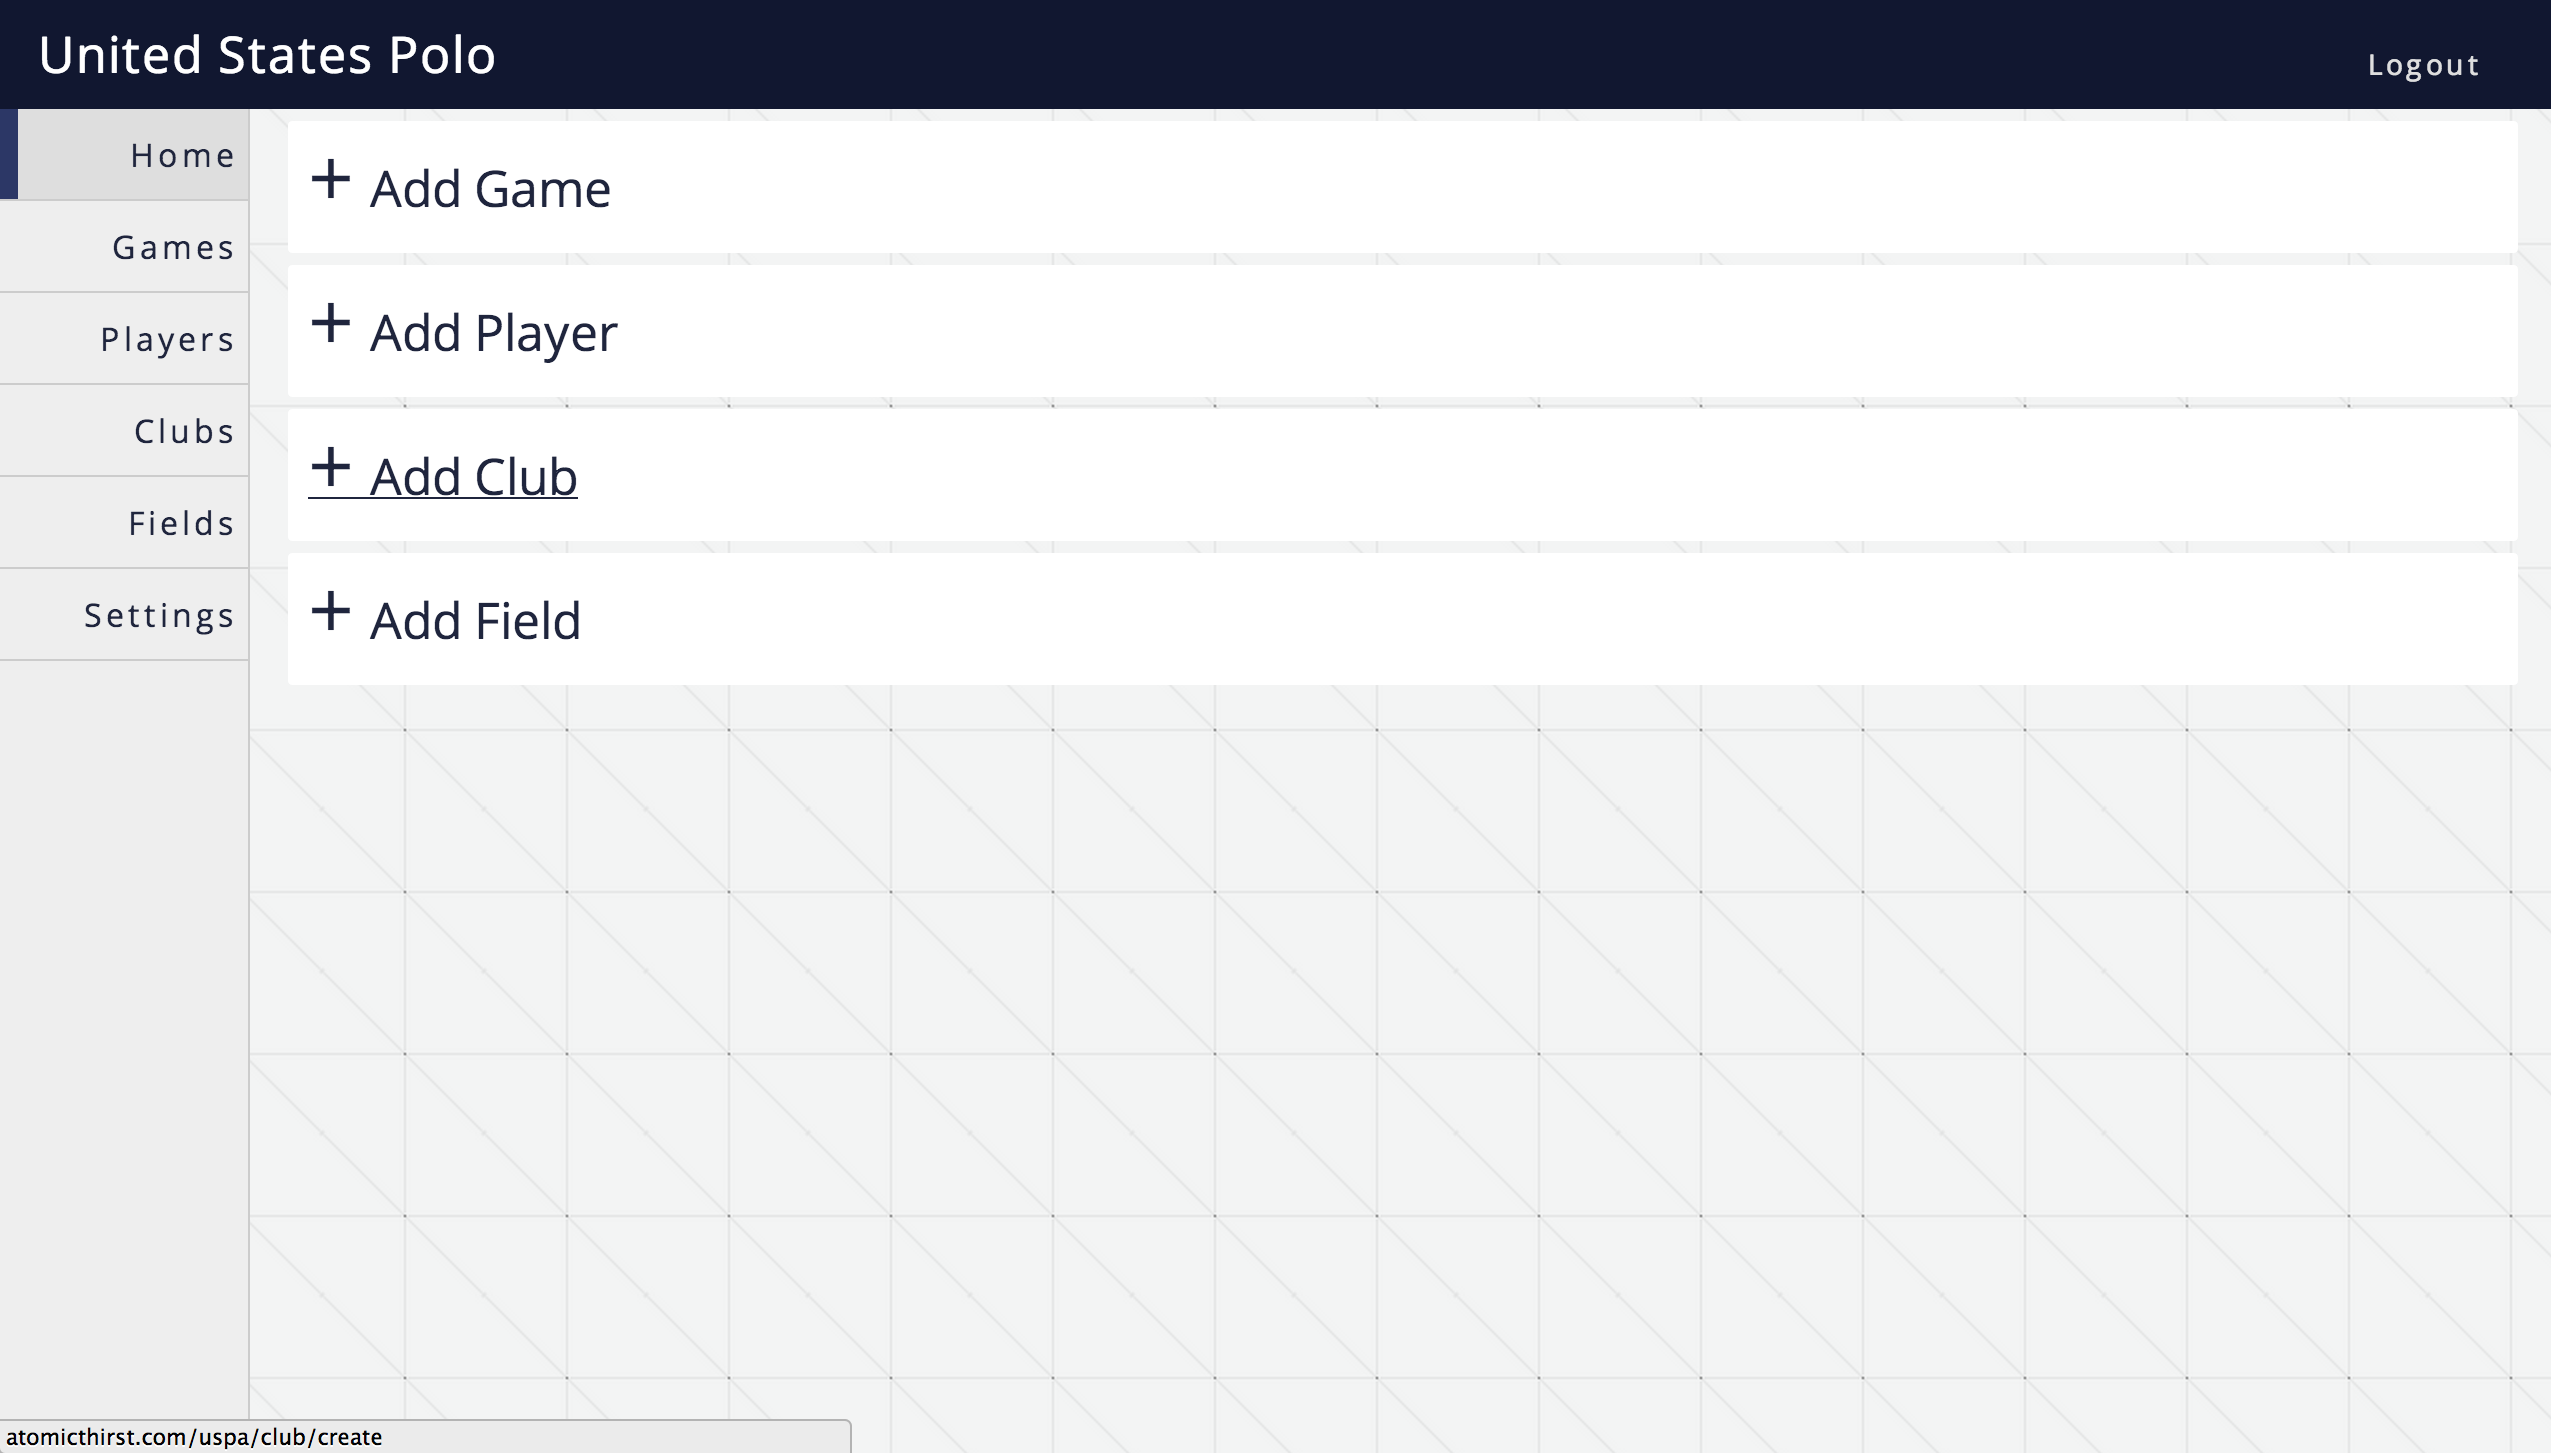 United States Polo
Logout
Home
Games
Players
Clubs
Fields
Settings
+ Add Game
+ Add Player
+ Add Club
+ Add Field
atomicthirst.com/uspa/club/create